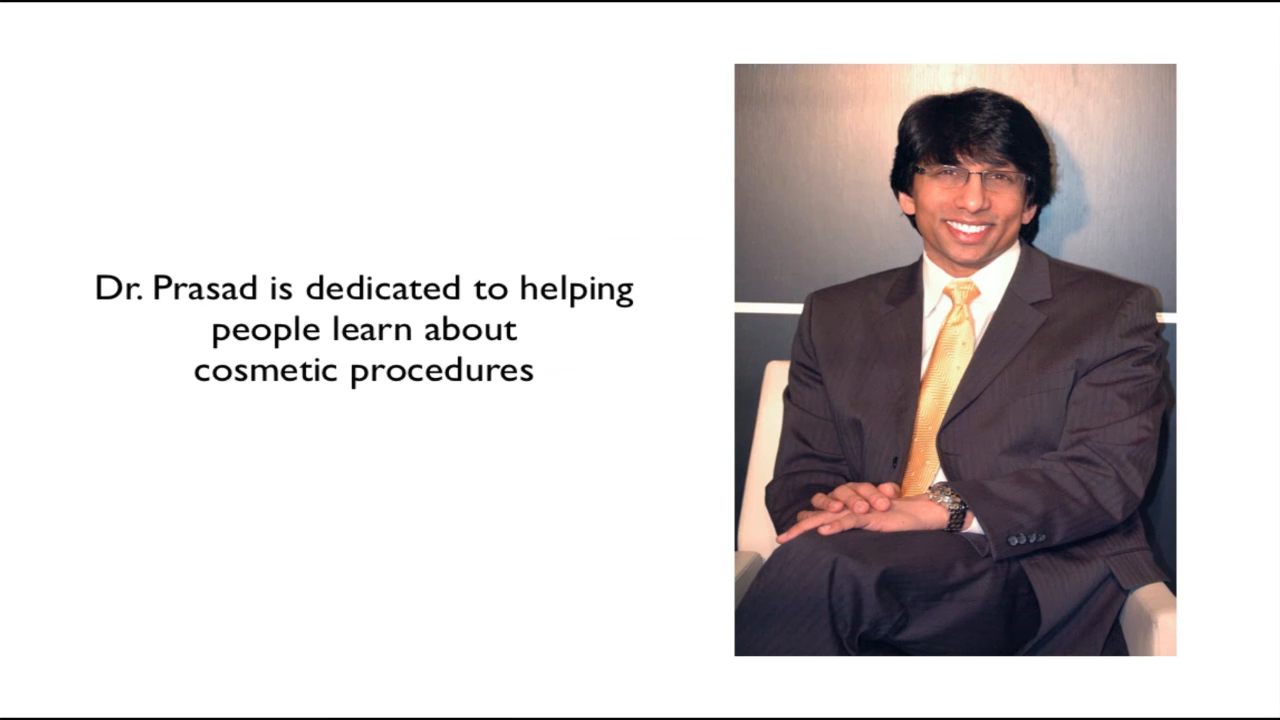 Dr. Prasad is dedicated to helping
people learn about
cosmetic procedures